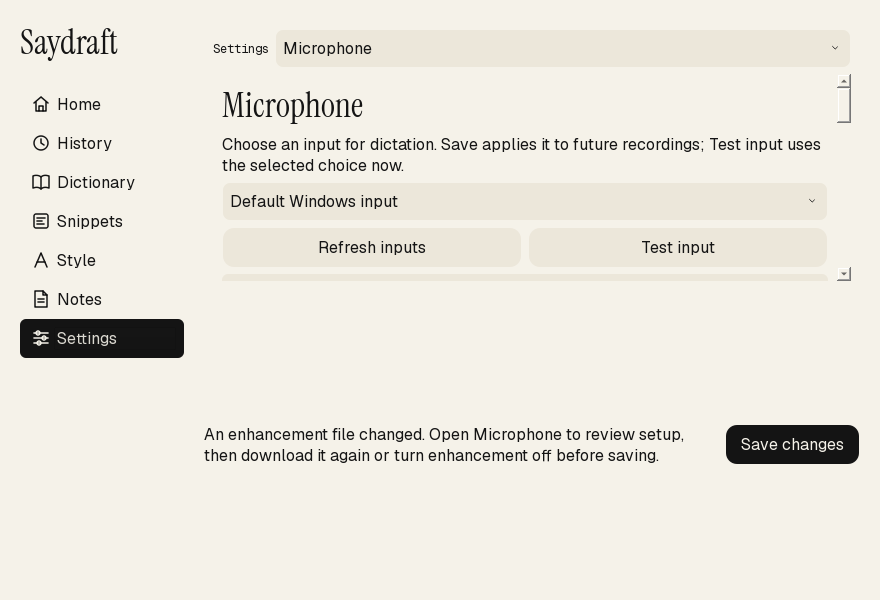 Saydraft
Home
History
Dictionary
Snippets
Style
Notes
Settings
Settings
Microphone
Microphone
Choose an input for dictation. Save applies it to future recordings; Test input uses
the selected choice now.
Default Windows input
Refresh inputs
Test input
An enhancement file changed. Open Microphone to review setup,
then download it again or turn enhancement off before saving.
Save changes